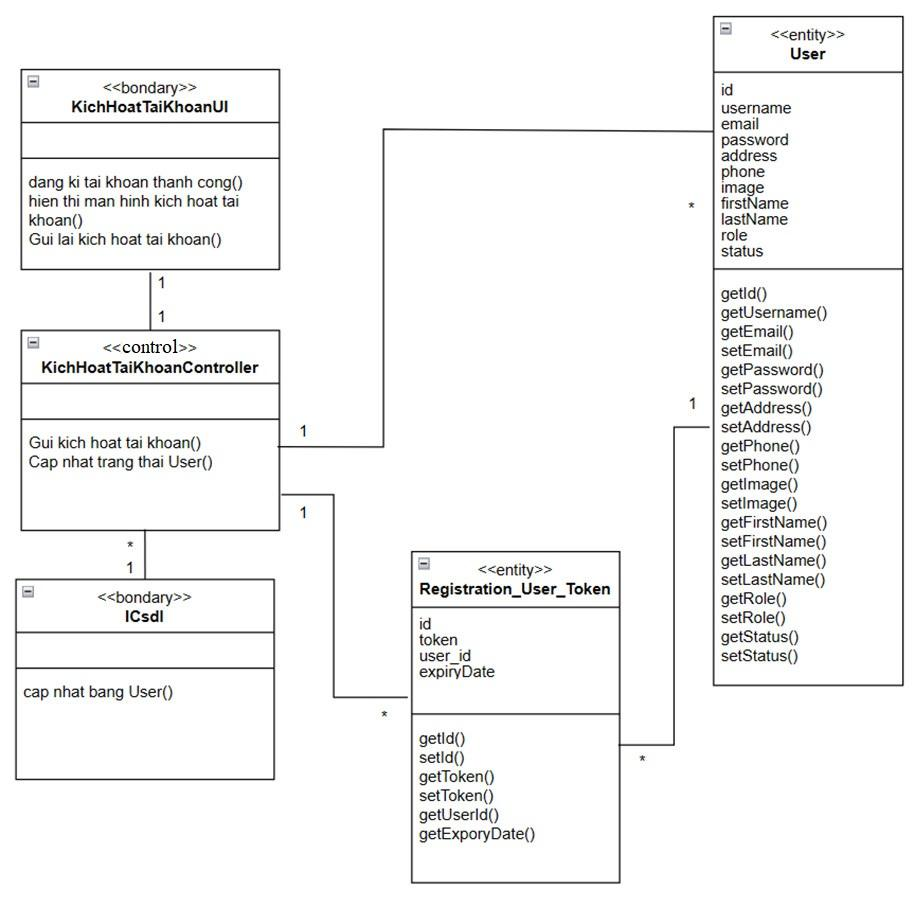 <<bondary>>
KichHoatTaiKhoanUI
dang ki tai khoan thanh cong()
hien thi man hinh kich hoat tai
khoan()
Gui lai kich hoat tai khoan()
1
1
<<control>>
KichHoatTaiKhoanController
Gui kich hoat tai khoan()
Cap nhat trang thai User()
1
1
*
1
<<bondary>>
ICsdl
cap nhat bang User()
<<entity>>
Registration_User_Token
id
token
user_id
expiryDate
getId()
setId()
getToken()
setToken()
getUserId()
getExporyDate()
*
*
*
1
<<entity>>
User
id
username
email
password
address
phone
image
firstName
lastName
role
status
getId()
getUsername()
getEmail()
setEmail()
getPassword()
setPassword()
getAddress()
setAddress()
getPhone()
setPhone()
getImage()
setImage()
getFirstName()
setFirstName()
getLastName()
setLastName()
getRole()
setRole()
getStatus()
setStatus()